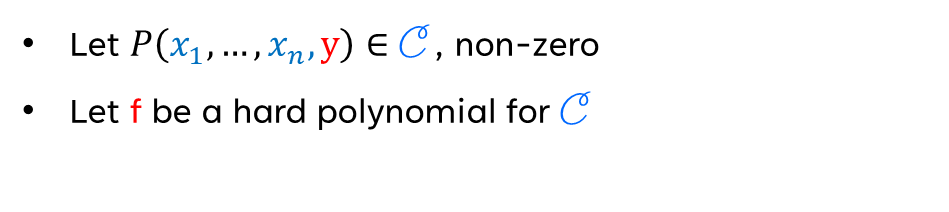 • Let P(x₁, …, xₙ, y) ∈ 𝒞, non-zero
• Let f be a hard polynomial for 𝒞